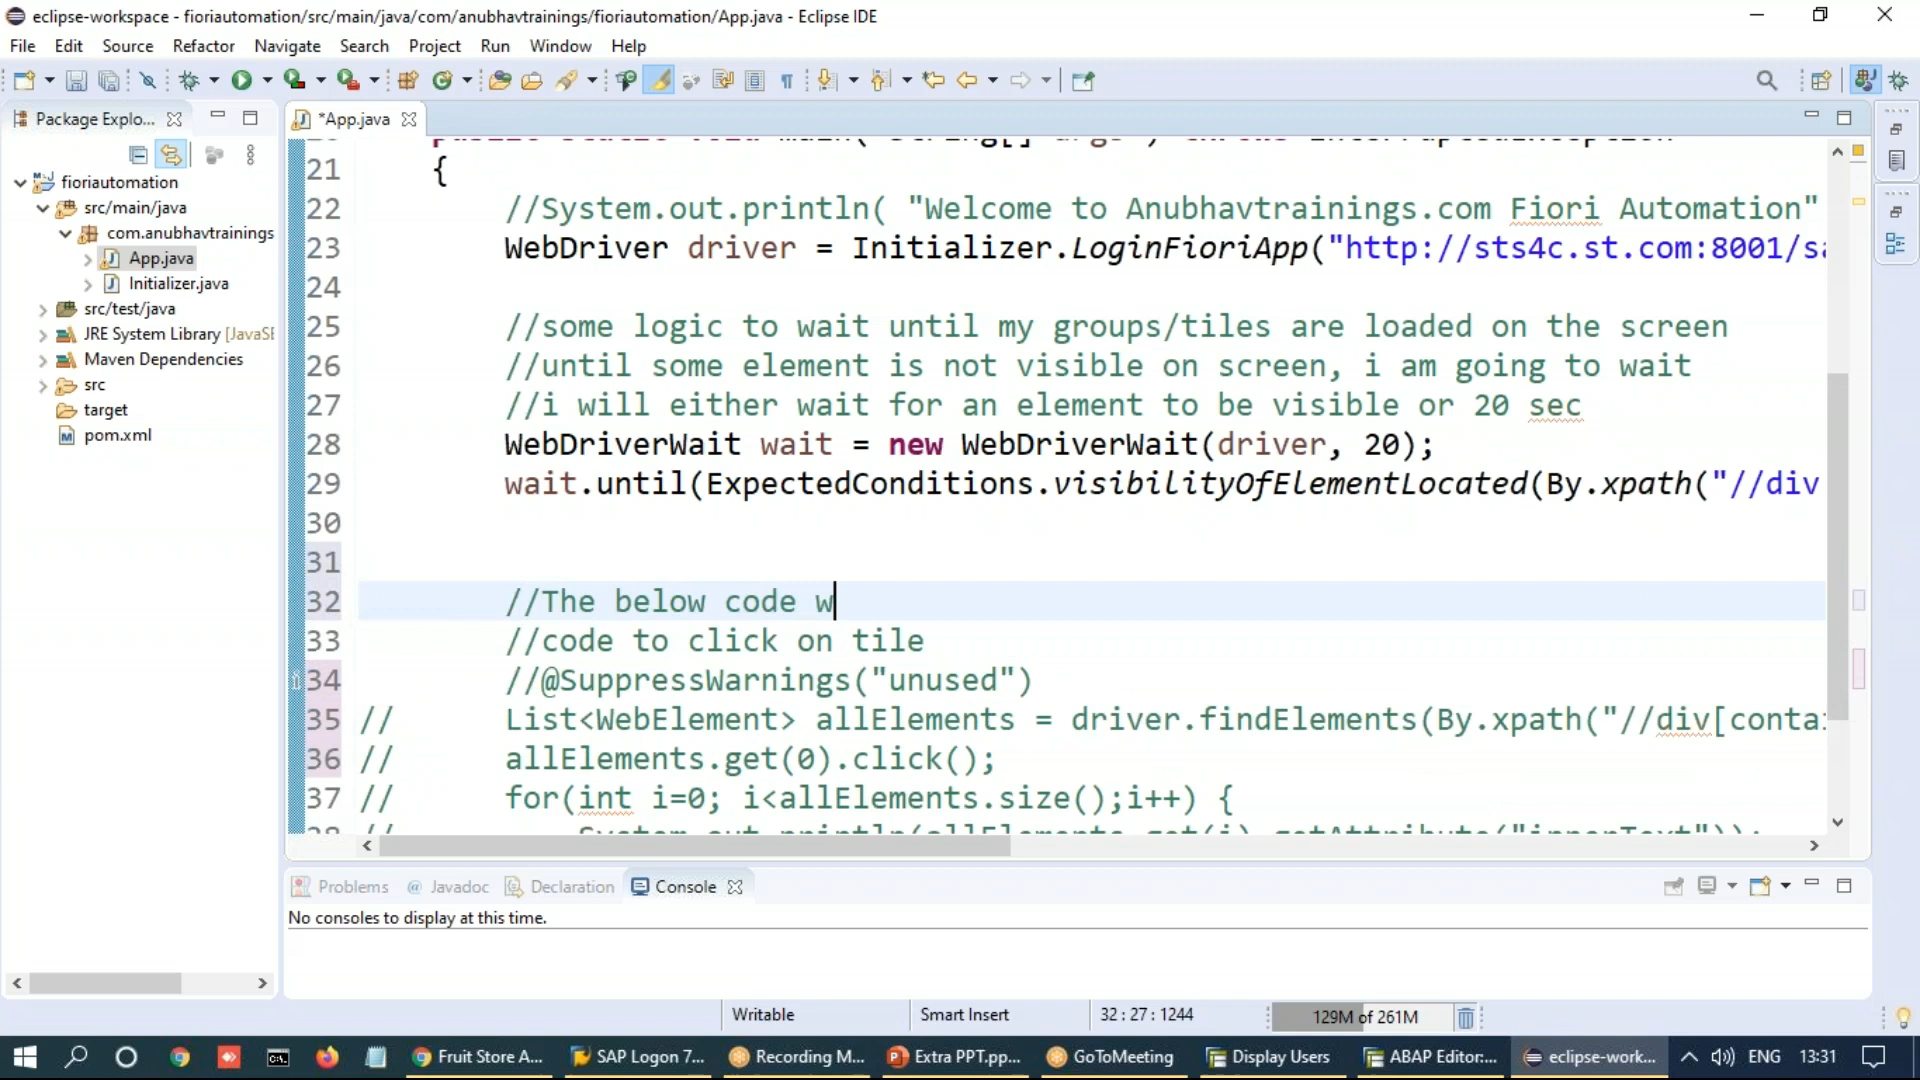 eclipse-workspace - fioriautomation/src/main/java/com/anubhavtrainings/fioriautomation/App.java - Eclipse IDE
File Edit Source Refactor Navigate Search Project Run Window Help
Package Explo...
*App.java
fioriautomation
src/main/java
com.anubhavtrainings
App.java
Initializer.java
src/test/java
JRE System Library [JavaSE
Maven Dependencies
src
target
pom.xml
21 {
22 //System.out.println( "Welcome to Anubhavtrainings.com Fiori Automation"
23 WebDriver driver = Initializer.LoginFioriApp("http://sts4c.st.com:8001/sa
24
25 //some logic to wait until my groups/tiles are loaded on the screen
26 //until some element is not visible on screen, i am going to wait
27 //i will either wait for an element to be visible or 20 sec
28 WebDriverWait wait = new WebDriverWait(driver, 20);
29 wait.until(ExpectedConditions.visibilityOfElementLocated(By.xpath("//div
30
31
32 //The below code w
33 //code to click on tile
34 //@SuppressWarnings("unused")
35 // List<WebElement> allElements = driver.findElements(By.xpath("//div[contai
36 // allElements.get(0).click();
37 // for(int i=0; i<allElements.size();i++) {
38 // System.out.println(allElements.get(i).getAttribute("innerText"));
Problems @ Javadoc Declaration Console
No consoles to display at this time.
Writable Smart Insert 32 : 27 : 1244 129M of 261M
Fruit Store A... SAP Logon 7... Recording M... Extra PPT.pp... GoToMeeting Display Users ABAP Editor:... eclipse-work... ENG 13:31